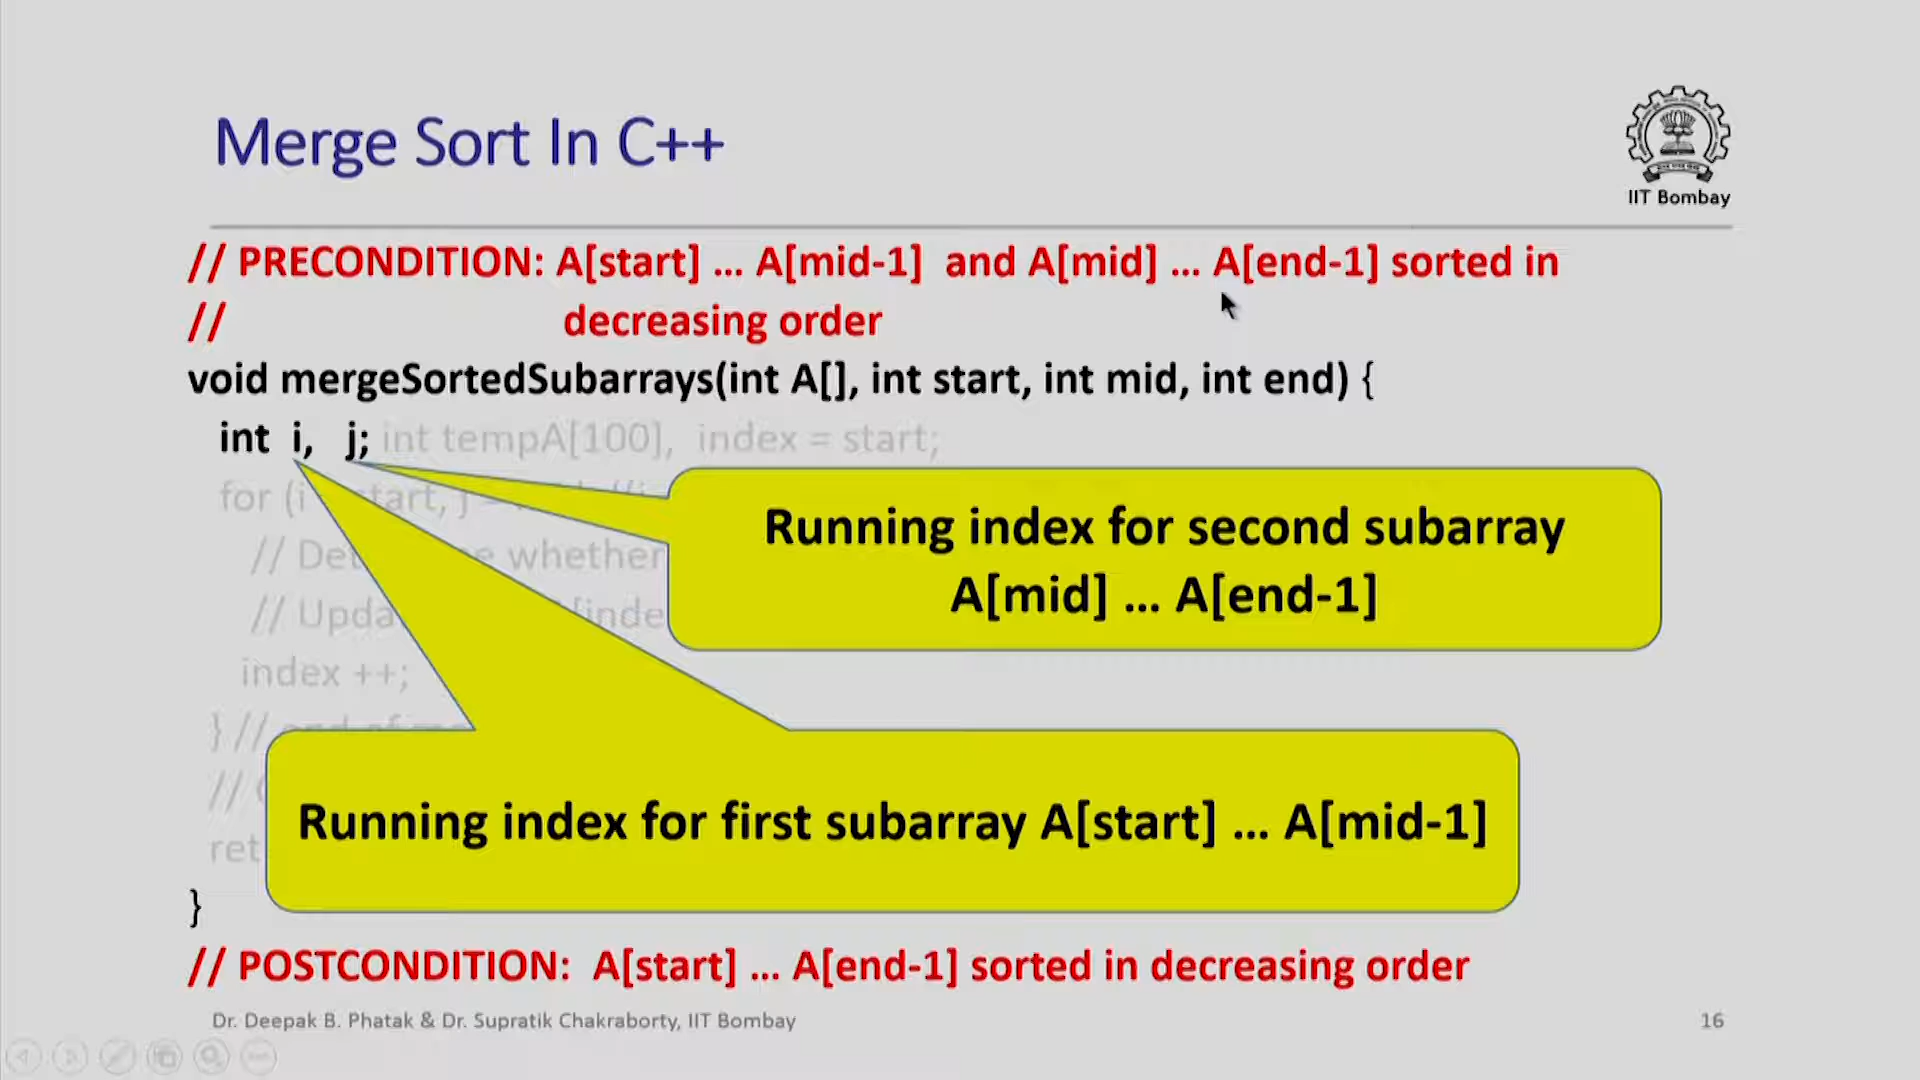 Merge Sort In C++
IIT Bombay
// PRECONDITION: A[start] ... A[mid-1] and A[mid] ... A[end-1] sorted in
// decreasing order
void mergeSortedSubarrays(int A[], int start, int mid, int end) {
int i, j; int tempA[100], index = start;
for (i
Running index for second subarray
A[mid] ... A[end-1]
// whether
// 
index ++;
} //
Running index for first subarray A[start] ... A[mid-1]
}
// POSTCONDITION: A[start] ... A[end-1] sorted in decreasing order
Dr. Deepak B. Phatak & Dr. Supratik Chakraborty, IIT Bombay
16